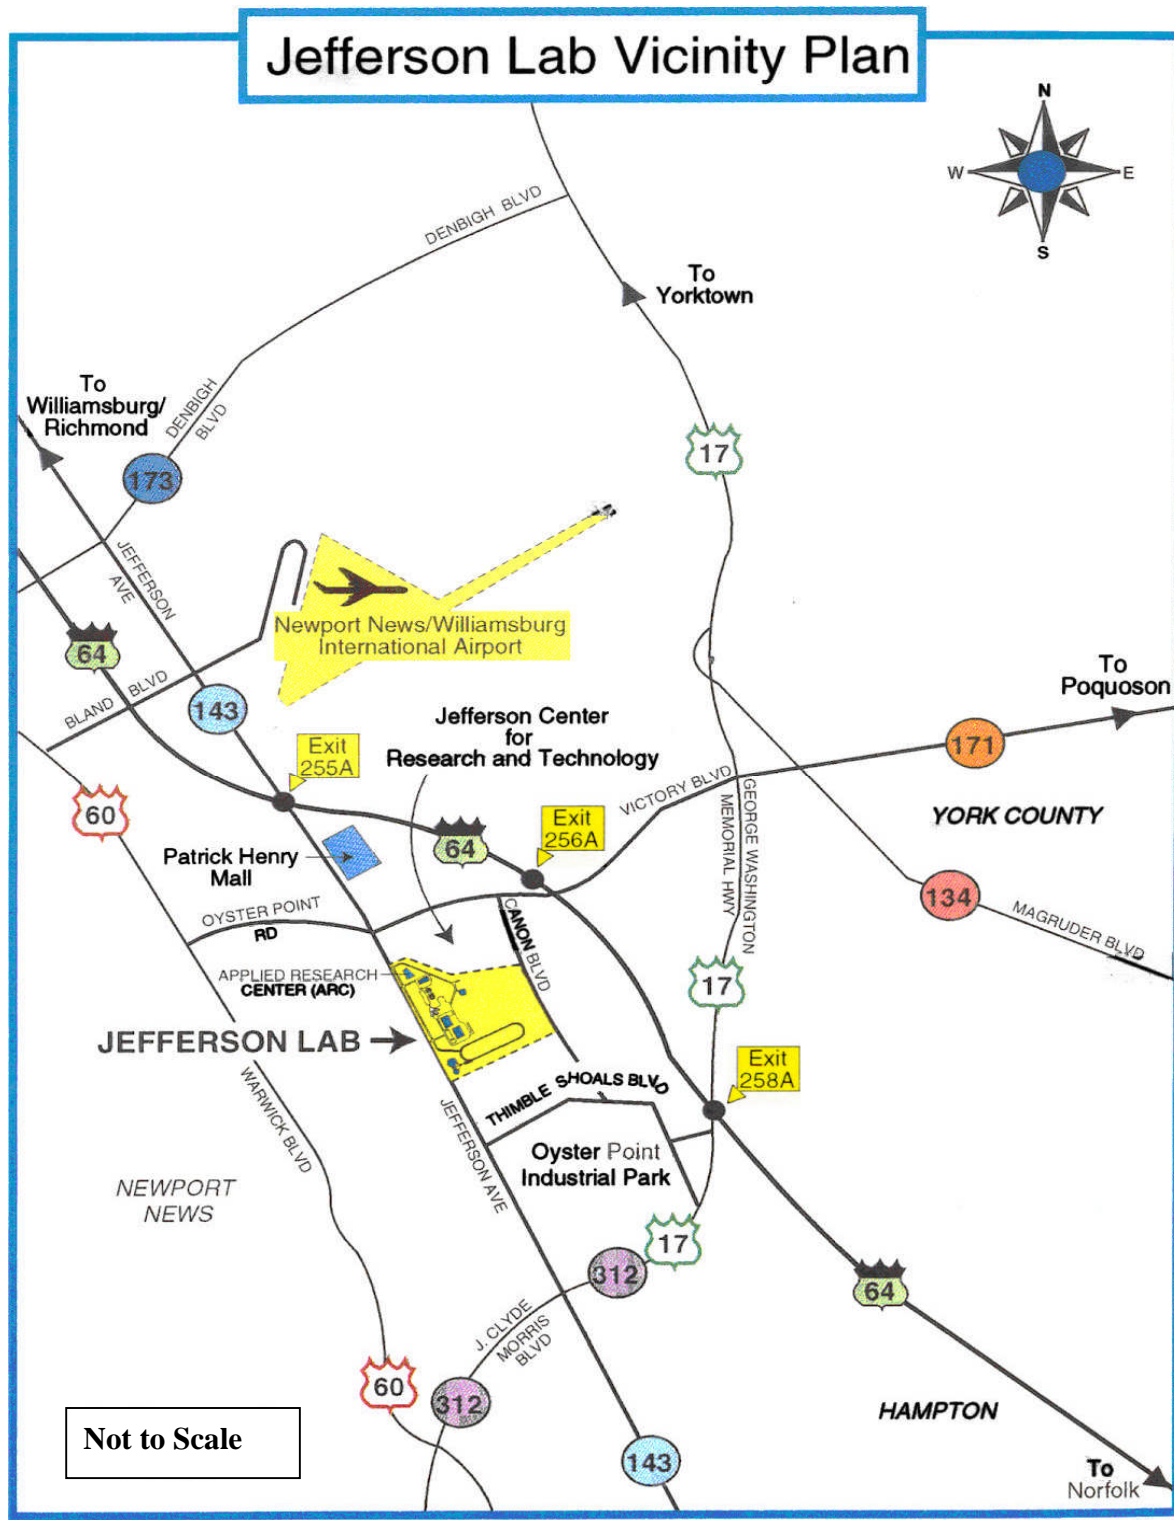 Jefferson Lab Vicinity Plan
N
W
E
S
DENBIGH BLVD
To
Yorktown
To
Williamsburg/
Richmond
DENBIGH
BLVD
17
173
JEFFERSON
AVE
Newport News/Williamsburg
International Airport
64
BLAND BLVD
143
To
Poquoson
Jefferson Center
for
Research and Technology
Exit
255A
171
VICTORY BLVD
GEORGE WASHINGTON
MEMORIAL HWY
60
Exit
256A
YORK COUNTY
64
Patrick Henry
Mall
134
MAGRUDER BLVD
OYSTER POINT
RD
CANON BLVD
APPLIED RESEARCH
CENTER (ARC)
17
JEFFERSON LAB
Exit
258A
WARWICK BLVD
THIMBLE SHOALS BLVD
JEFFERSON AVE
Oyster Point
Industrial Park
NEWPORT
NEWS
17
312
64
J. CLYDE
MORRIS
BLVD
60
312
HAMPTON
Not to Scale
143
To
Norfolk